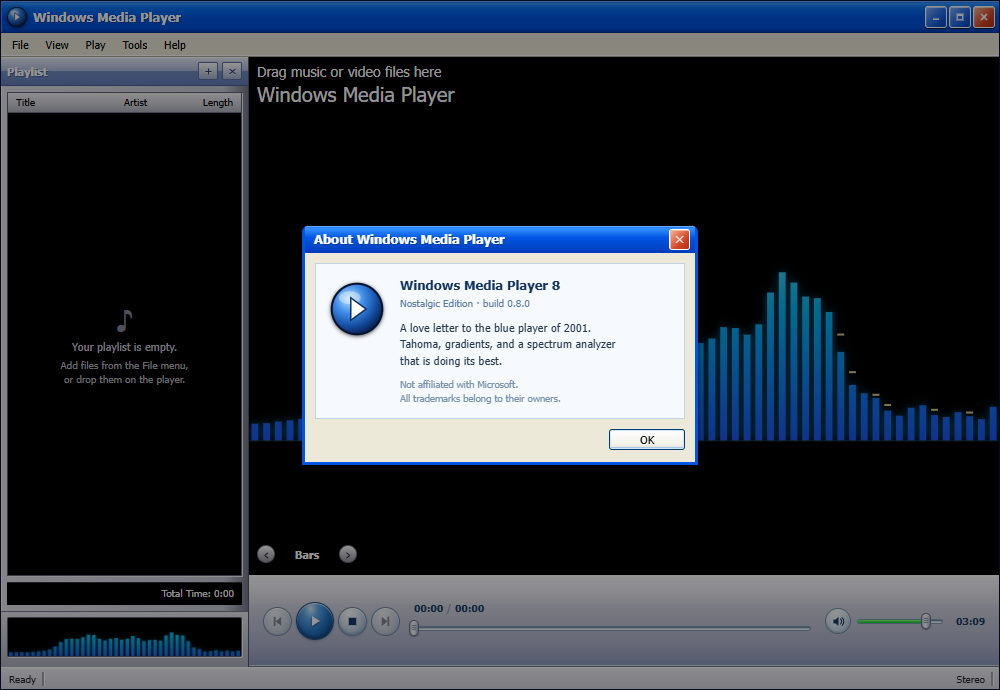 Windows Media Player
File View Play Tools Help
Playlist
Title Artist Length
Your playlist is empty.
Add files from the File menu,
or drop them on the player.
Total Time: 0:00
Drag music or video files here
Windows Media Player
About Windows Media Player
Windows Media Player 8
Nostalgic Edition · build 0.8.0
A love letter to the blue player of 2001.
Tahoma, gradients, and a spectrum analyzer
that is doing its best.
Not affiliated with Microsoft.
All trademarks belong to their owners.
OK
Bars
00:00 / 00:00
03:09
Ready
Stereo